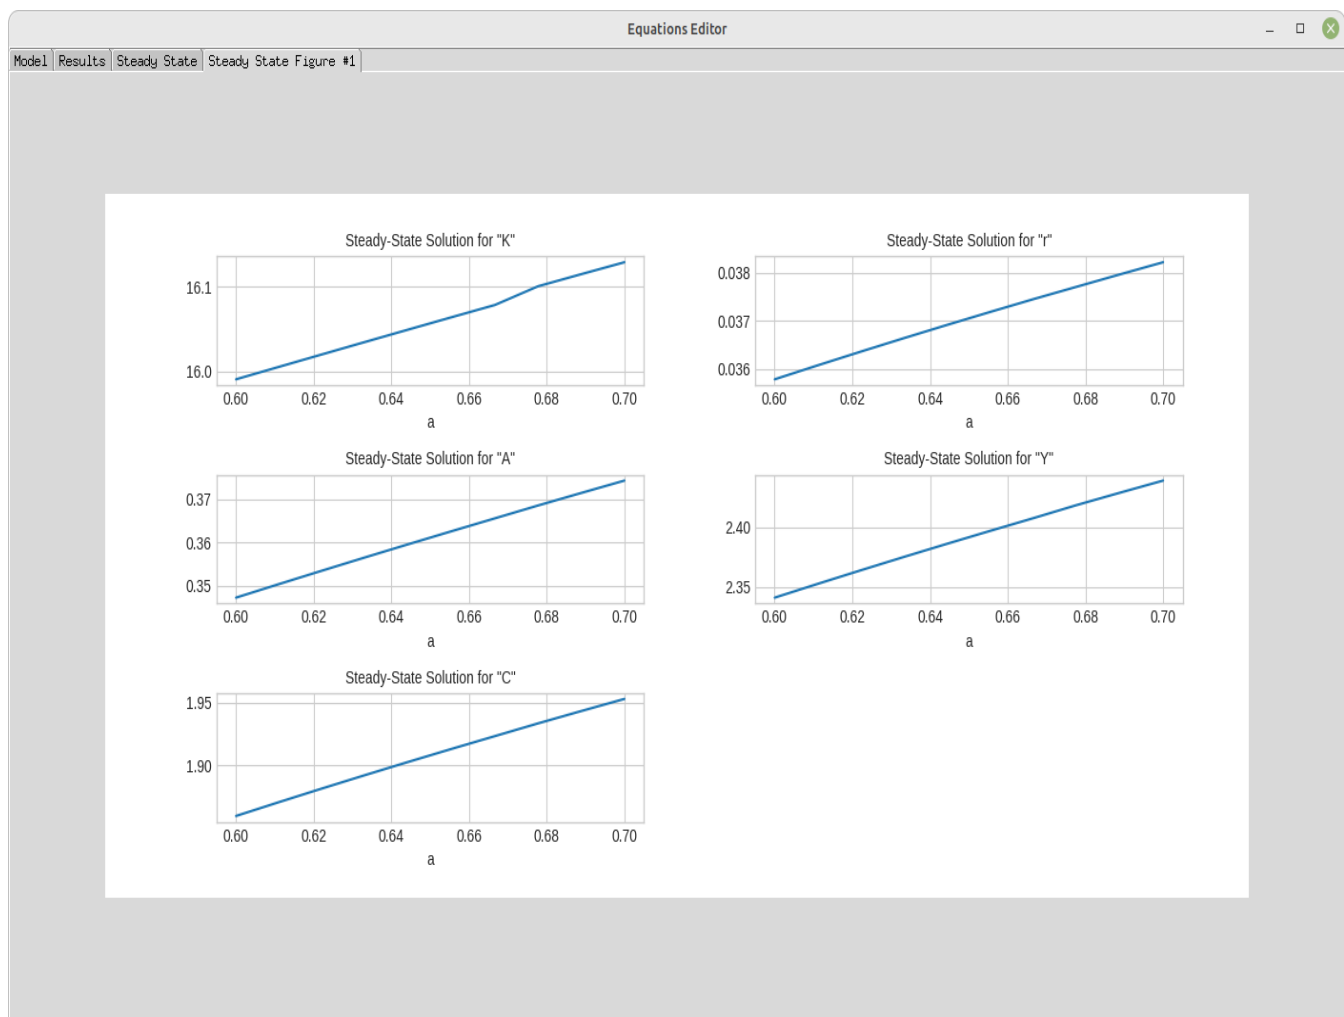 Equations Editor
Model Results Steady State Steady State Figure #1
Steady-State Solution for "K"
16.1
16.0
0.60 0.62 0.64 0.66 0.68 0.70
a
Steady-State Solution for "r"
0.038
0.037
0.036
0.60 0.62 0.64 0.66 0.68 0.70
a
Steady-State Solution for "A"
0.37
0.36
0.35
0.60 0.62 0.64 0.66 0.68 0.70
a
Steady-State Solution for "Y"
2.40
2.35
0.60 0.62 0.64 0.66 0.68 0.70
a
Steady-State Solution for "C"
1.95
1.90
0.60 0.62 0.64 0.66 0.68 0.70
a